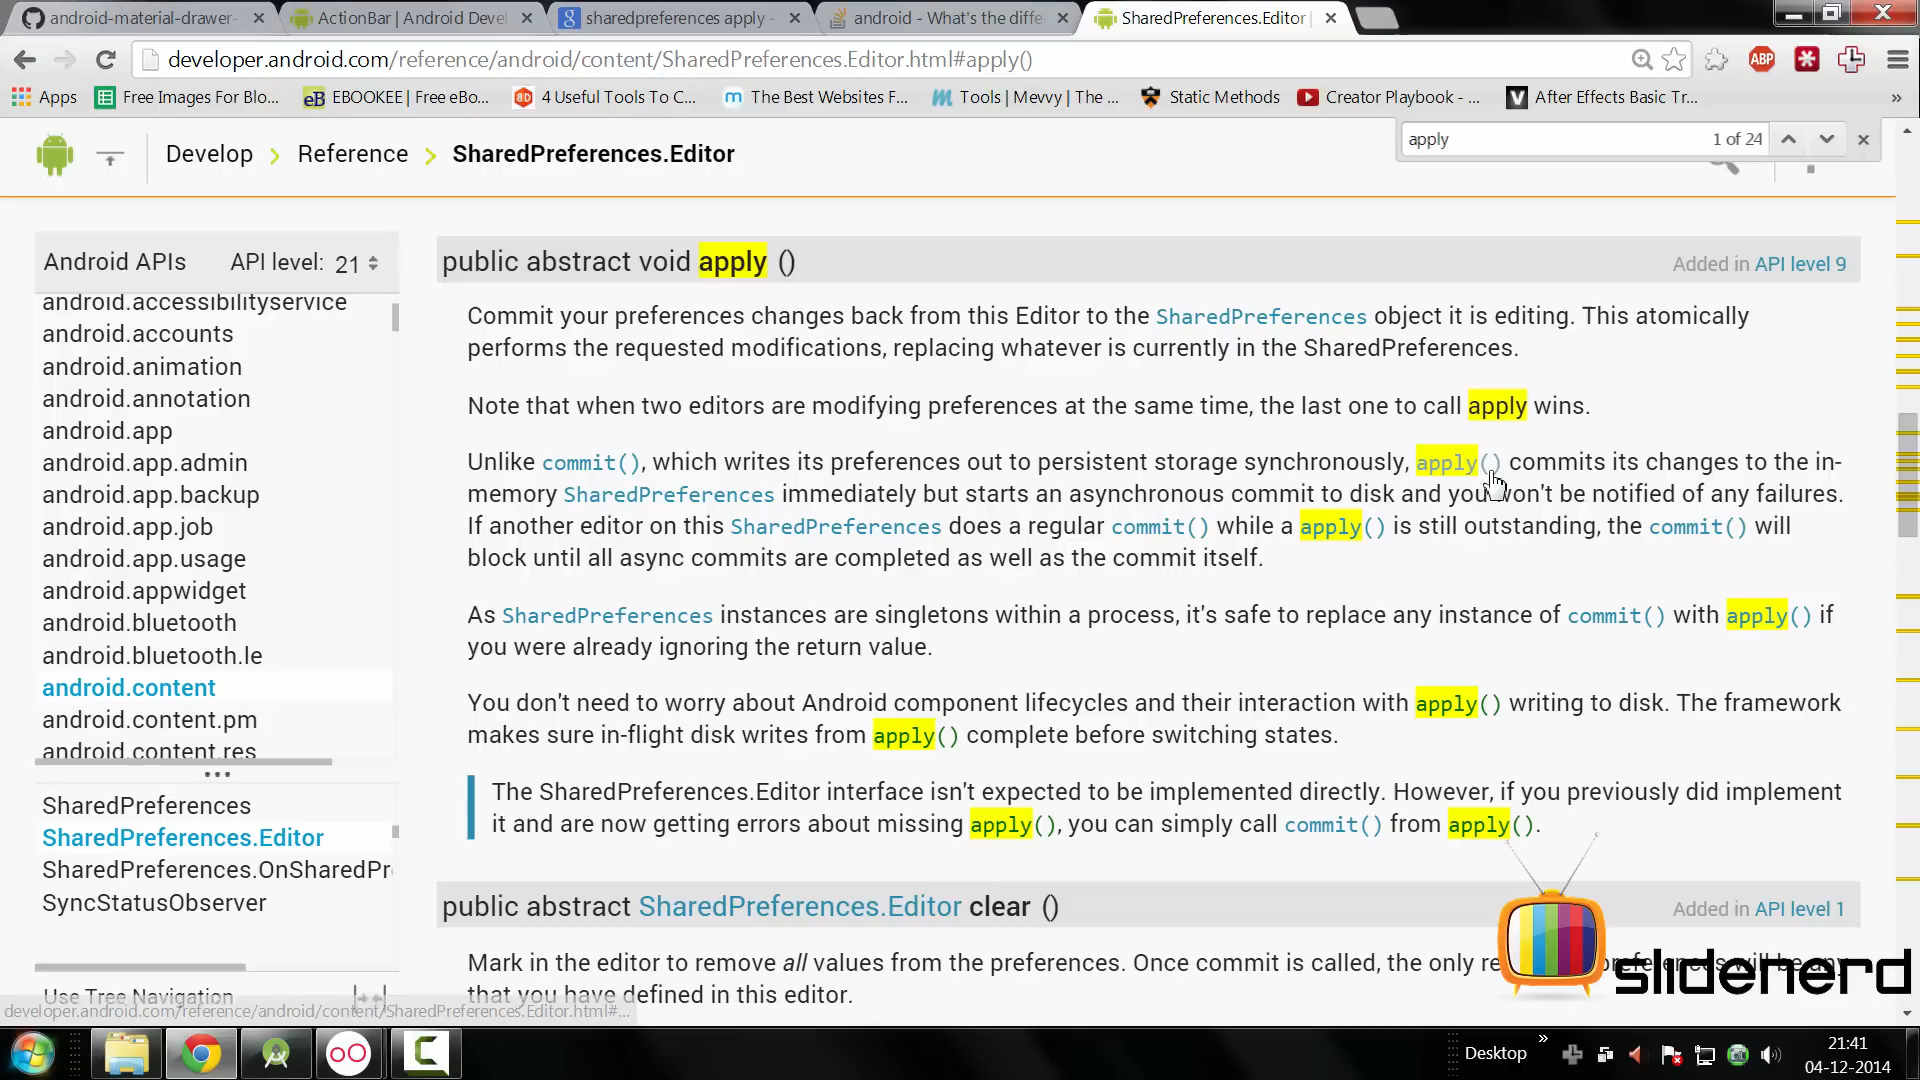 android-material-drawer-
ActionBar | Android Devel
sharedpreferences apply -
android - What's the differ
SharedPreferences.Editor |
developer.android.com/reference/android/content/SharedPreferences.Editor.html#apply()
ABP
Apps
Free Images For Blo...
eB EBOOKEE | Free eBo...
4 Useful Tools To C...
The Best Websites F...
Tools | Mevvy | The ...
Static Methods
Creator Playbook - ...
After Effects Basic Tr...
»
apply 1 of 24
Develop > Reference > SharedPreferences.Editor
Android APIs API level: 21
android.accessibilityservice
android.accounts
android.animation
android.annotation
android.app
android.app.admin
android.app.backup
android.app.job
android.app.usage
android.appwidget
android.bluetooth
android.bluetooth.le
android.content
android.content.pm
android.content.res
SharedPreferences
SharedPreferences.Editor
SharedPreferences.OnSharedPr
SyncStatusObserver
Use Tree Navigation
developer.android.com/reference/android/content/SharedPreferences.Editor.html#...
public abstract void apply ()
Added in API level 9
Commit your preferences changes back from this Editor to the SharedPreferences object it is editing. This atomically
performs the requested modifications, replacing whatever is currently in the SharedPreferences.
Note that when two editors are modifying preferences at the same time, the last one to call apply wins.
Unlike commit(), which writes its preferences out to persistent storage synchronously, apply() commits its changes to the in-
memory SharedPreferences immediately but starts an asynchronous commit to disk and you won't be notified of any failures.
If another editor on this SharedPreferences does a regular commit() while a apply() is still outstanding, the commit() will
block until all async commits are completed as well as the commit itself.
As SharedPreferences instances are singletons within a process, it's safe to replace any instance of commit() with apply() if
you were already ignoring the return value.
You don't need to worry about Android component lifecycles and their interaction with apply() writing to disk. The framework
makes sure in-flight disk writes from apply() complete before switching states.
The SharedPreferences.Editor interface isn't expected to be implemented directly. However, if you previously did implement
it and are now getting errors about missing apply(), you can simply call commit() from apply().
public abstract SharedPreferences.Editor clear ()
Added in API level 1
Mark in the editor to remove all values from the preferences. Once commit is called, the only preferences will be any
that you have defined in this editor.
slidenerd
Desktop »
21:41
04-12-2014